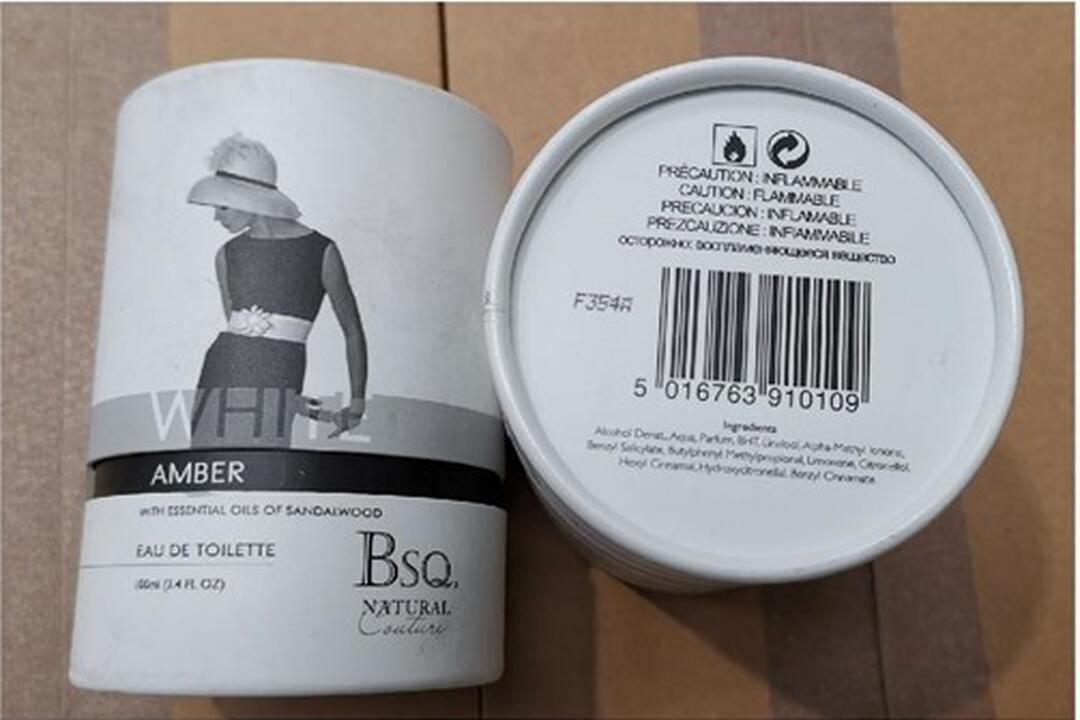 WHITE
AMBER
WITH ESSENTIAL OILS OF SANDALWOOD
EAU DE TOILETTE
100ml (3.4 FL. OZ)
BSQ.
NATURAL
Couture
PRÉCAUTION : INFLAMMABLE
CAUTION : FLAMMABLE
PRECAUCION : INFLAMABLE
PREZCAUZIONE : INFIAMMABILE
осторожно: воспламеняющееся вещество
F354A
5 016763 910109
Ingredients
Alcohol Denat., Aqua, Parfum, BHT, Linalool, Alpha-Methyl Ionone,
Benzyl Salicylate, Butylphenyl Methylpropional, Limonene, Citronellol,
Hexyl Cinnamal, Hydroxycitronellal, Benzyl Cinnamate